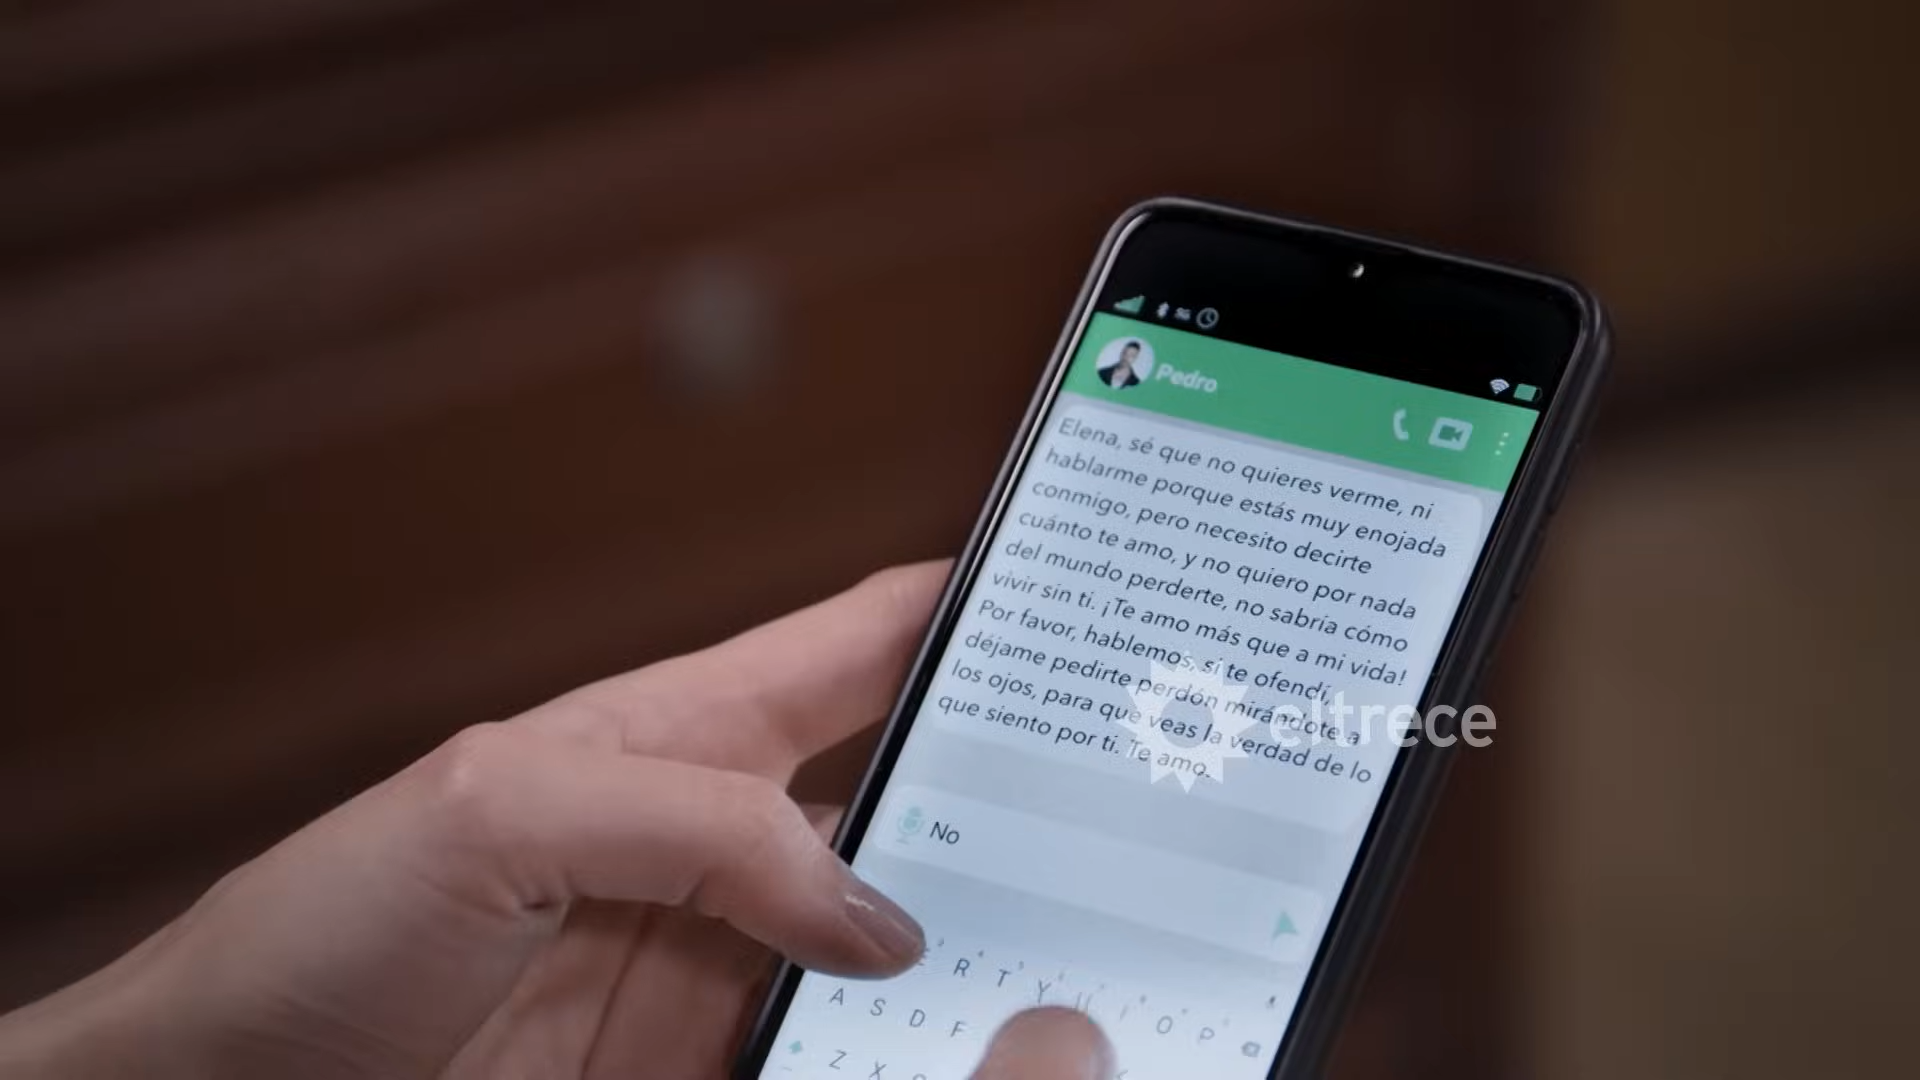 5G
Pedro
Elena, sé que no quieres verme, ni
hablarme porque estás muy enojada
conmigo, pero necesito decirte
cuánto te amo, y no quiero por nada
del mundo perderte, no sabría cómo
vivir sin ti. ¡Te amo más que a mi vida!
Por favor, hablemos, si te ofendí,
déjame pedirte perdón mirándote a
los ojos, para que veas la verdad de lo
que siento por ti. Te amo.
eltrece
No
E R T Y U I O P
A S D F
Z X